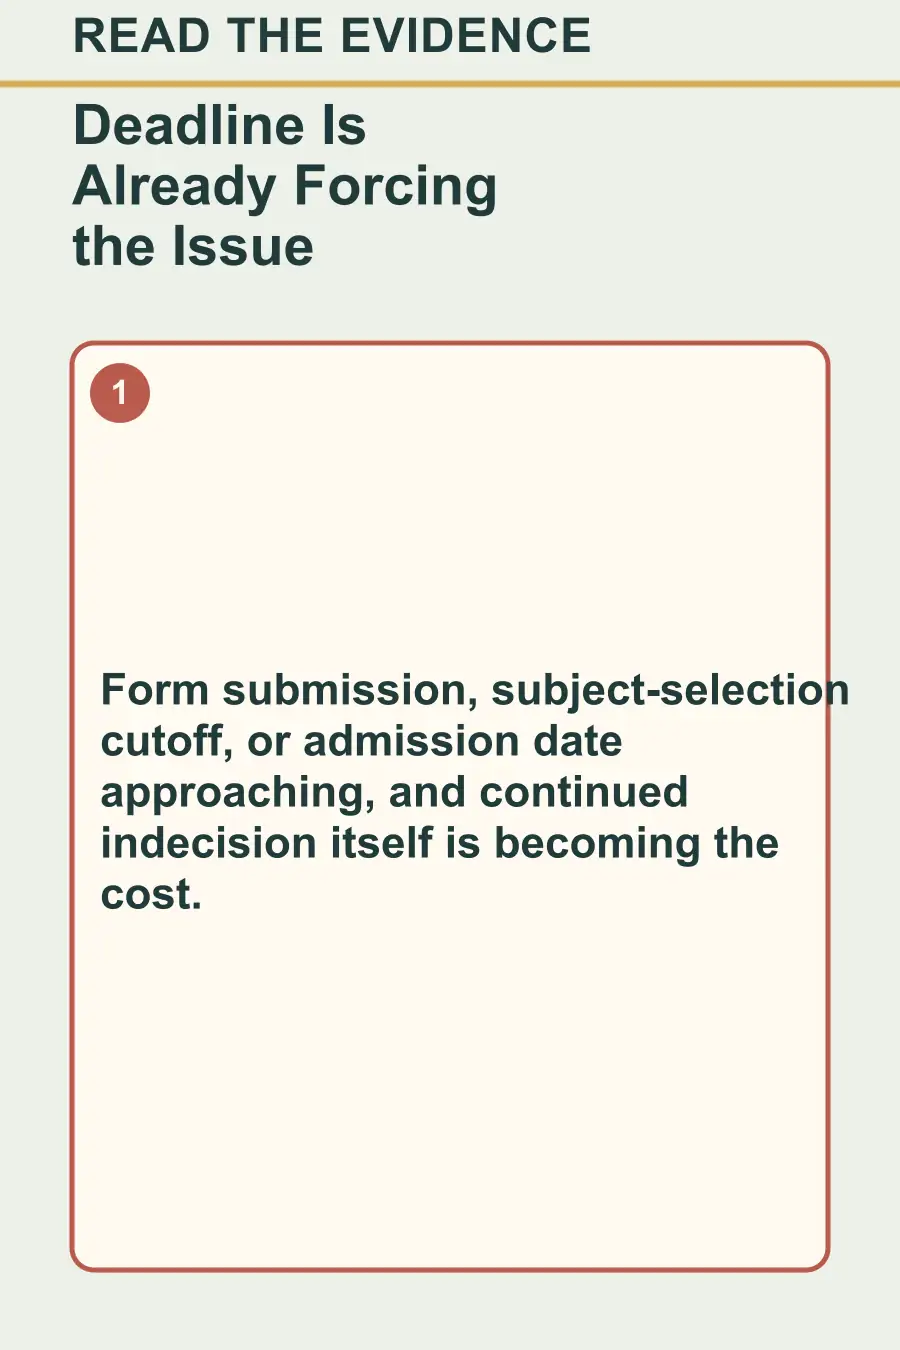 READ THE EVIDENCE
Deadline Is
Already Forcing
the Issue
1
Form submission, subject-selection
cutoff, or admission date
approaching, and continued
indecision itself is becoming the
cost.